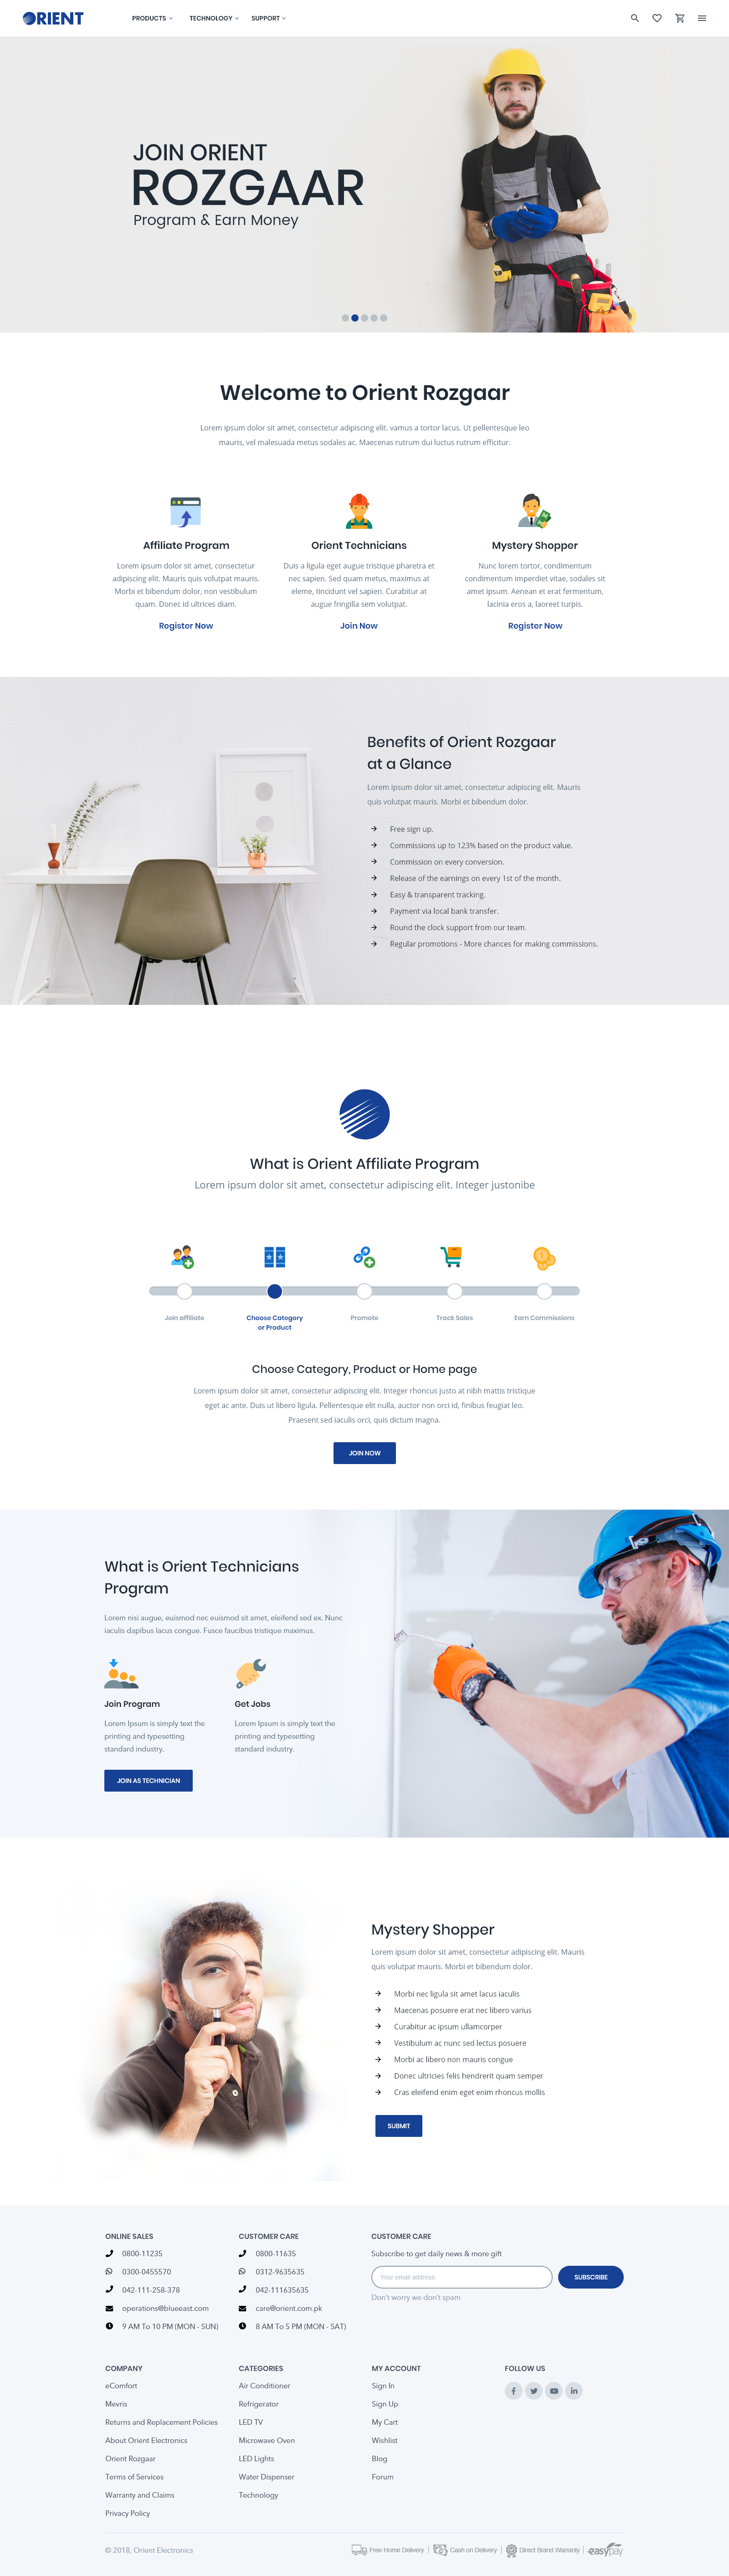 ORIENT
PRODUCTS
TECHNOLOGY
SUPPORT
JOIN ORIENT
ROZGAAR
Program & Earn Money
Welcome to Orient Rozgaar
Lorem ipsum dolor sit amet, consectetur adipiscing elit. vamus a tortor lacus. Ut pellentesque leo
mauris, vel malesuada metus sodales ac. Maecenas rutrum dui luctus rutrum efficitur.
Affiliate Program
Lorem ipsum dolor sit amet, consectetur
adipiscing elit. Mauris quis volutpat mauris.
Morbi et bibendum dolor, non vestibulum
quam. Donec id ultrices diam.
Register Now
Orient Technicians
Duis a ligula eget augue tristique pharetra et
nec sapien. Sed quam metus, maximus at
eleme, tincidunt vel sapien. Curabitur at
augue fringilla sem volutpat.
Join Now
Mystery Shopper
Nunc lorem tortor, condimentum
condimentum imperdiet vitae, sodales sit
amet ipsum. Aenean et erat fermentum,
lacinia eros a, laoreet turpis.
Register Now
Benefits of Orient Rozgaar
at a Glance
Lorem ipsum dolor sit amet, consectetur adipiscing elit. Mauris
quis volutpat mauris. Morbi et bibendum dolor.
Free sign up.
Commissions up to 123% based on the product value.
Commission on every conversion.
Release of the earnings on every 1st of the month.
Easy & transparent tracking.
Payment via local bank transfer.
Round the clock support from our team.
Regular promotions - More chances for making commissions.
What is Orient Affiliate Program
Lorem ipsum dolor sit amet, consectetur adipiscing elit. Integer justonibe
Join affiliate
Choose Category
or Product
Promote
Track Sales
Earn Commissions
Choose Category, Product or Home page
Lorem ipsum dolor sit amet, consectetur adipiscing elit. Integer rhoncus justo at nibh mattis tristique
eget ac ante. Duis ut libero ligula. Pellentesque elit nulla, auctor non orci id, finibus feugiat leo.
Praesent sed iaculis orci, quis dictum magna.
JOIN NOW
What is Orient Technicians
Program
Lorem nisi augue, euismod nec euismod sit amet, eleifend sed ex. Nunc
iaculis dapibus lacus congue. Fusce faucibus tristique maximus.
Join Program
Lorem Ipsum is simply text the
printing and typesetting
standard industry.
Get Jobs
Lorem Ipsum is simply text the
printing and typesetting
standard industry.
JOIN AS TECHNICIAN
Mystery Shopper
Lorem ipsum dolor sit amet, consectetur adipiscing elit. Mauris
quis volutpat mauris. Morbi et bibendum dolor.
Morbi nec ligula sit amet lacus iaculis
Maecenas posuere erat nec libero varius
Curabitur ac ipsum ullamcorper
Vestibulum ac nunc sed lectus posuere
Morbi ac libero non mauris congue
Donec ultricies felis hendrerit quam semper
Cras eleifend enim eget enim rhoncus mollis
SUBMIT
ONLINE SALES
0800-11235
0300-0455570
042-111-258-378
operations@blueeast.com
9 AM To 10 PM (MON - SUN)
CUSTOMER CARE
0800-11635
0312-9635635
042-111635635
care@orient.com.pk
8 AM To 5 PM (MON - SAT)
CUSTOMER CARE
Subscribe to get daily news & more gift
Your email address
SUBSCRIBE
Don't worry we don't spam
COMPANY
eComfort
Mevris
Returns and Replacement Policies
About Orient Electronics
Orient Rozgaar
Terms of Services
Warranty and Claims
Privacy Policy
CATEGORIES
Air Conditioner
Refrigerator
LED TV
Microwave Oven
LED Lights
Water Dispenser
Technology
MY ACCOUNT
Sign In
Sign Up
My Cart
Wishlist
Blog
Forum
FOLLOW US
© 2018, Orient Electronics
Free Home Delivery
Cash on Delivery
Direct Brand Warranty
easypay